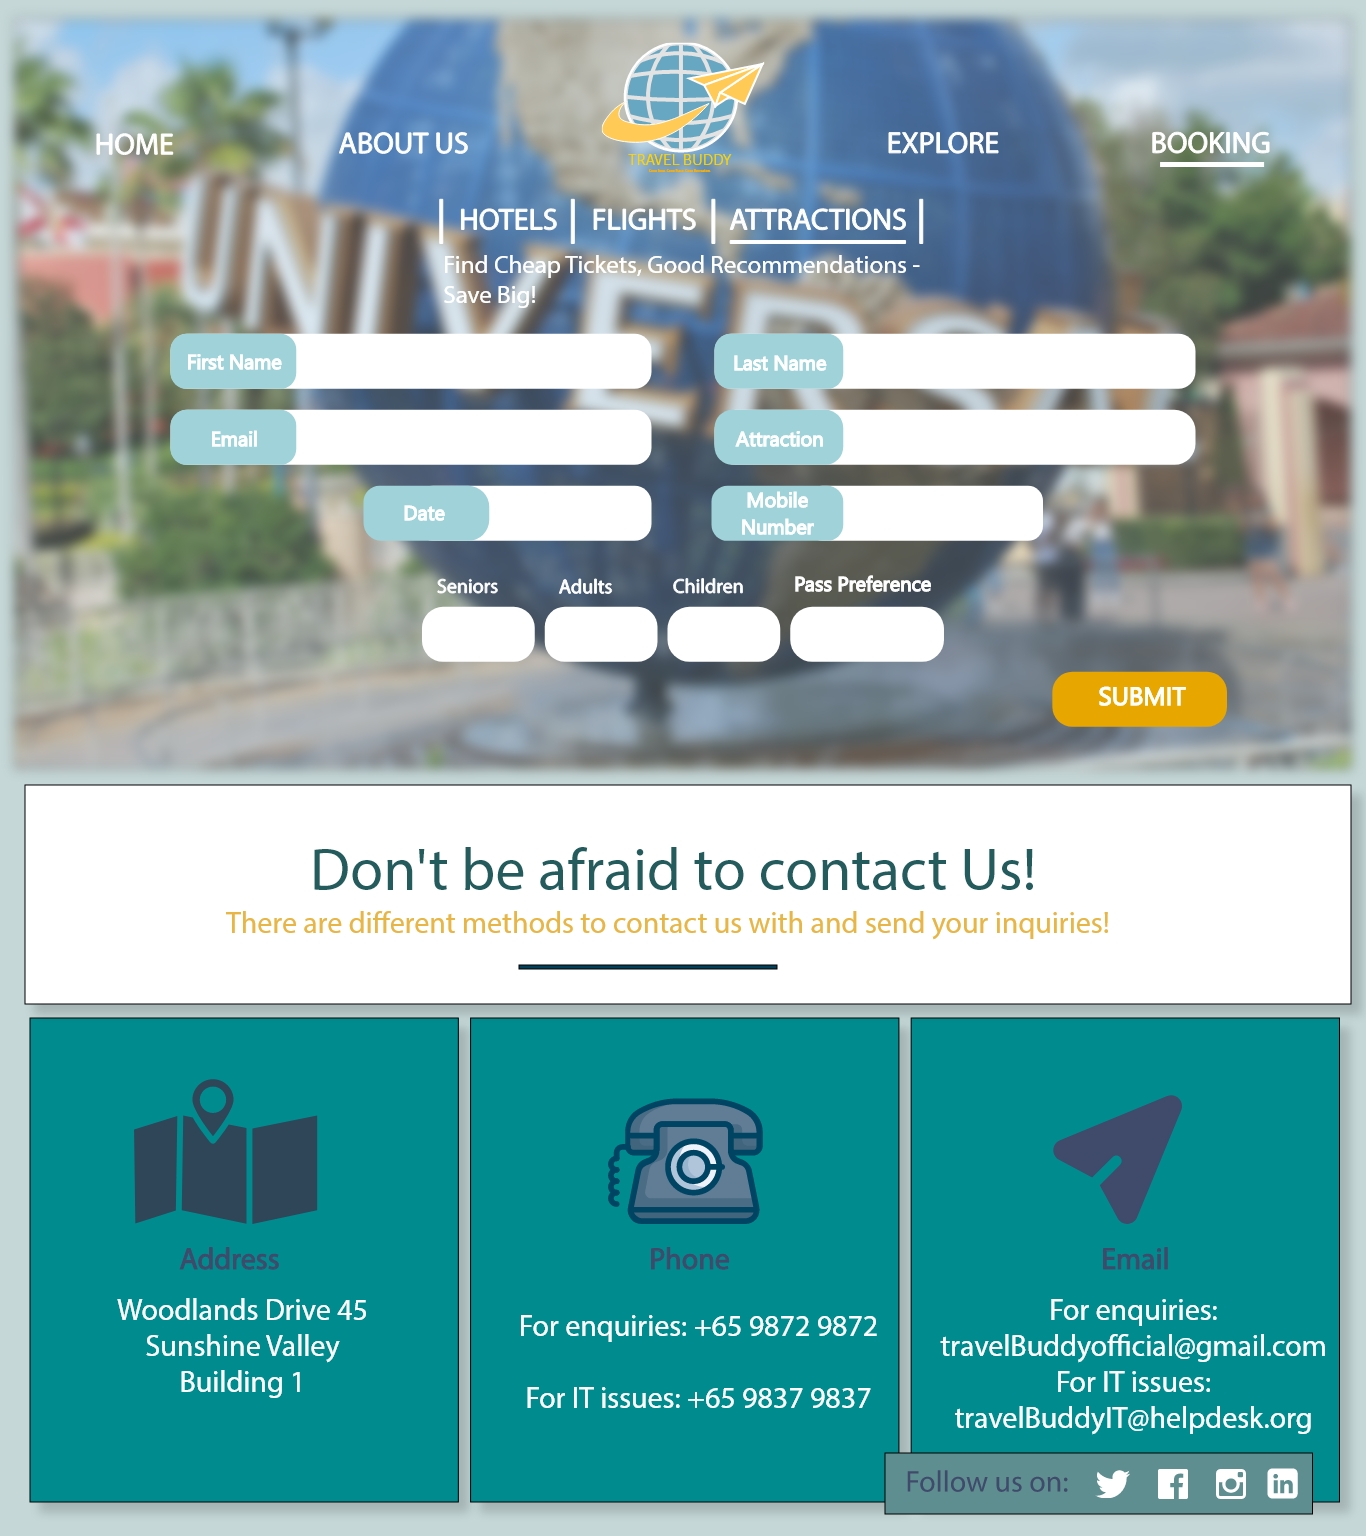 HOME
ABOUT US
TRAVEL BUDDY
EXPLORE
BOOKING
HOTELS
FLIGHTS
ATTRACTIONS
Find Cheap Tickets, Good Recommendations -
Save Big!
UNIVERSAL
First Name
Last Name
Email
Attraction
Date
Mobile
Number
Seniors
Adults
Children
Pass Preference
SUBMIT
Don't be afraid to contact Us!
There are different methods to contact us with and send your inquiries!
Address
Woodlands Drive 45
Sunshine Valley
Building 1
Phone
For enquiries: +65 9872 9872
For IT issues: +65 9837 9837
Email
For enquiries:
travelBuddyofficial@gmail.com
For IT issues:
travelBuddyIT@helpdesk.org
Follow us on: